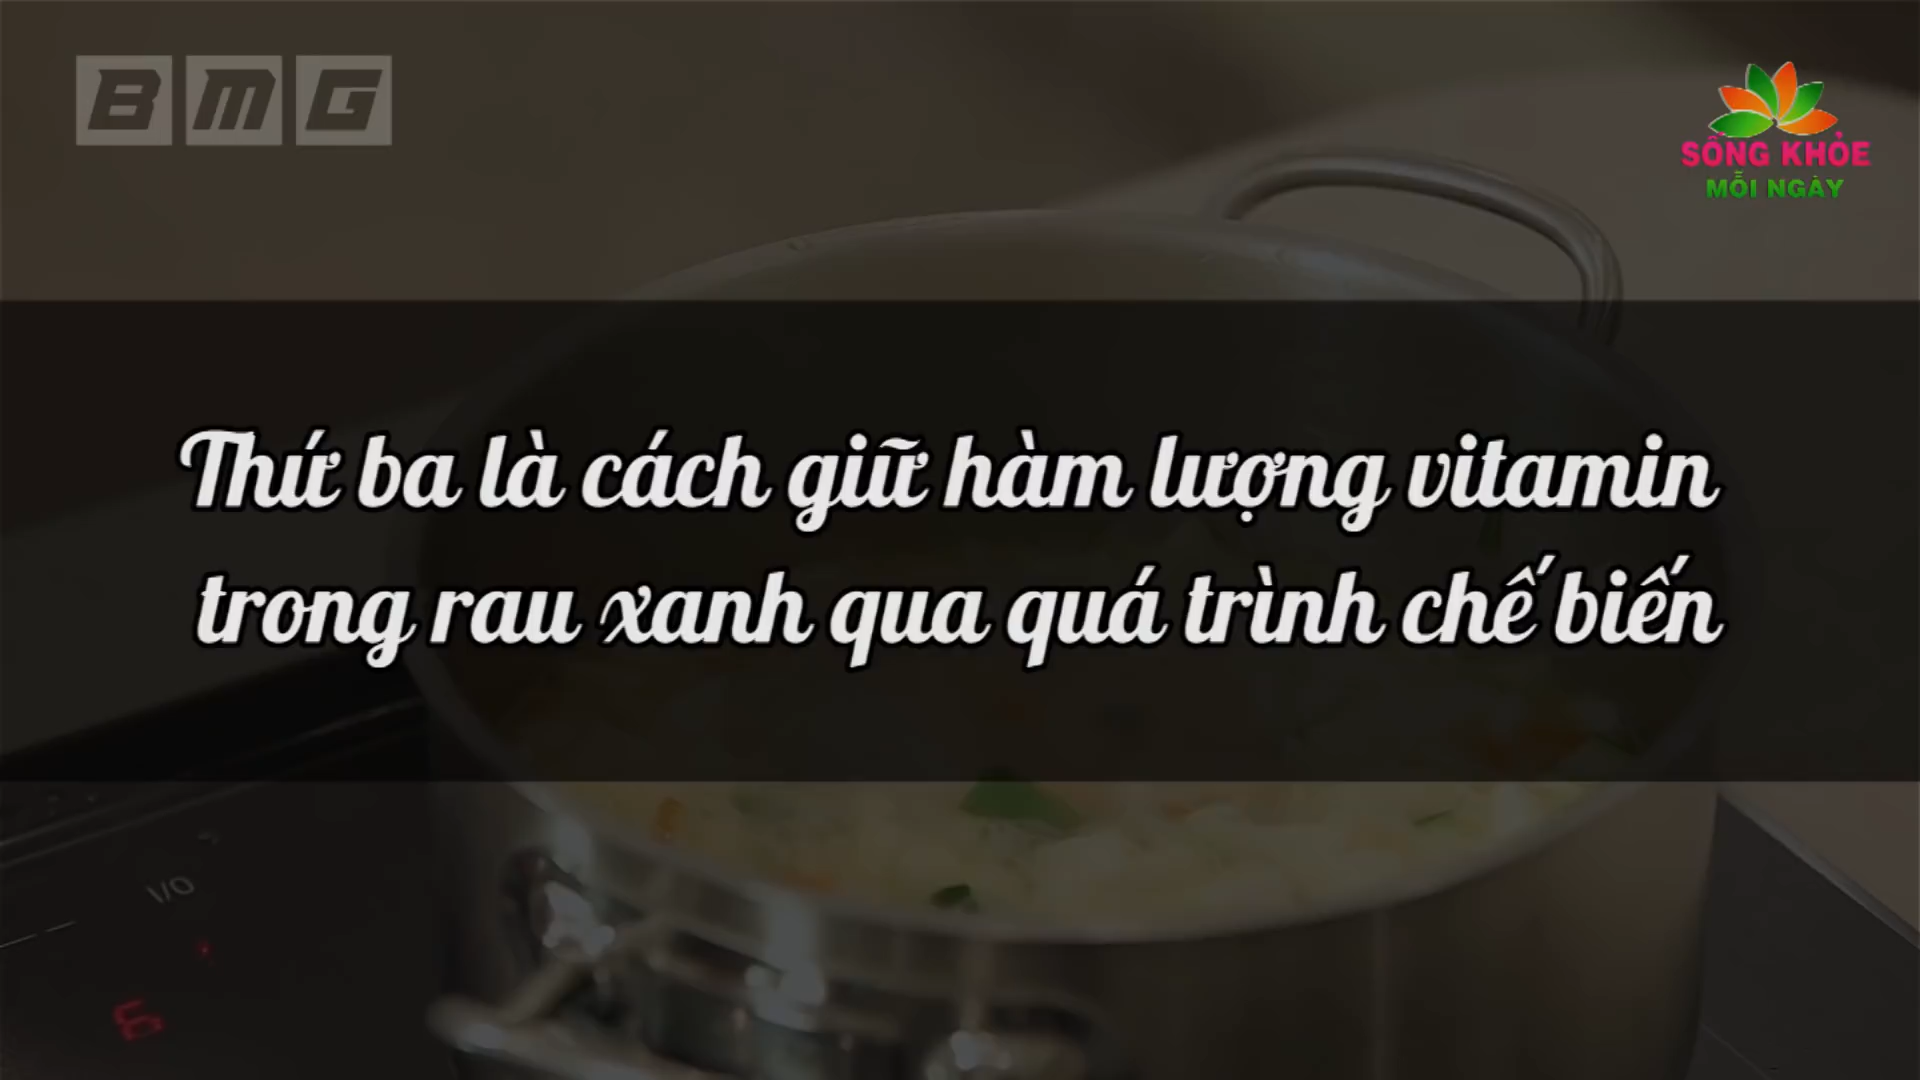 BMG
SỐNG KHỎE
MỖI NGÀY
Thứ ba là cách giữ hàm lượng vitamin
trong rau xanh qua quá trình chế biến
I/O
6